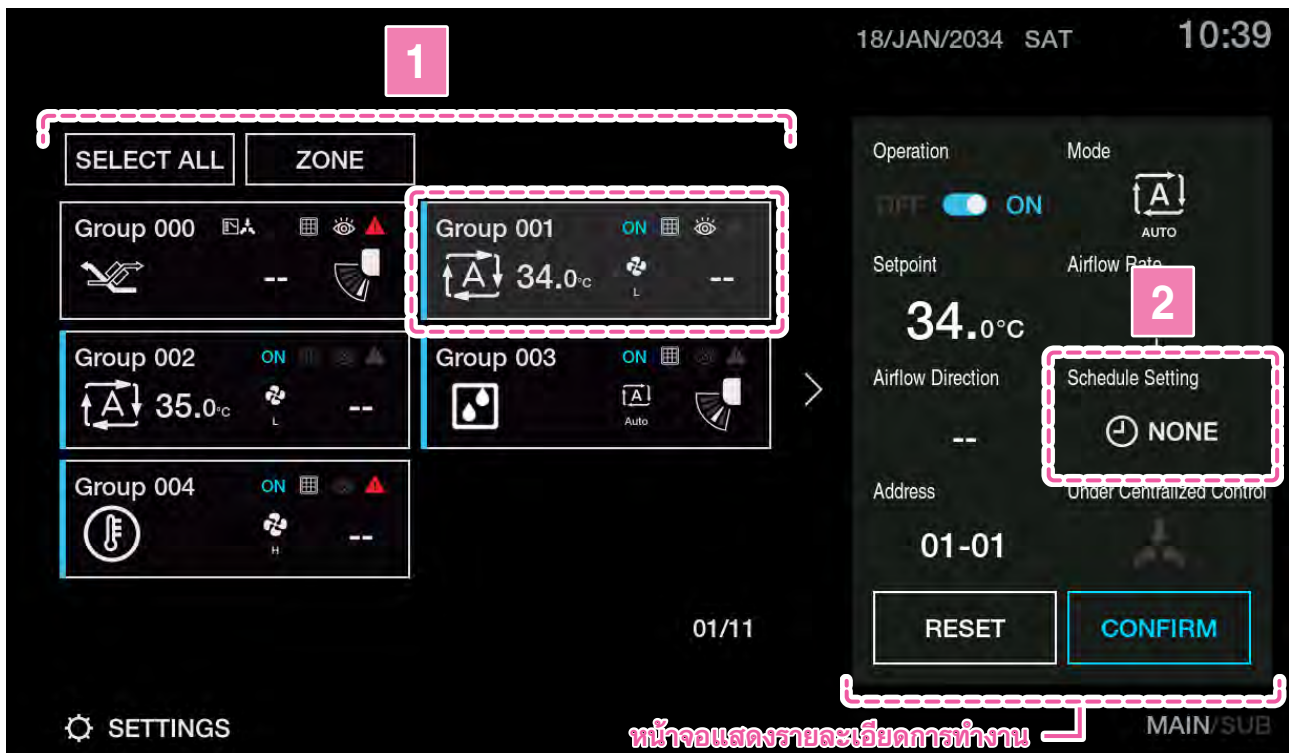 18/JAN/2034 SAT 10:39
1
SELECT ALL ZONE
Group 000
--
Group 001 ON
A 34.0°C L --
Group 002 ON
A 35.0°C L --
Group 003 ON
A Auto
Group 004 ON
H --
01/11
SETTINGS
Operation Mode
OFF ON A AUTO
Setpoint Airflow Rate
34.0°C
2
Airflow Direction Schedule Setting
-- NONE
Address Under Centralized Control
01-01
RESET CONFIRM
หน้าจอแสดงรายละเอียดการทำงาน
MAIN/SUB